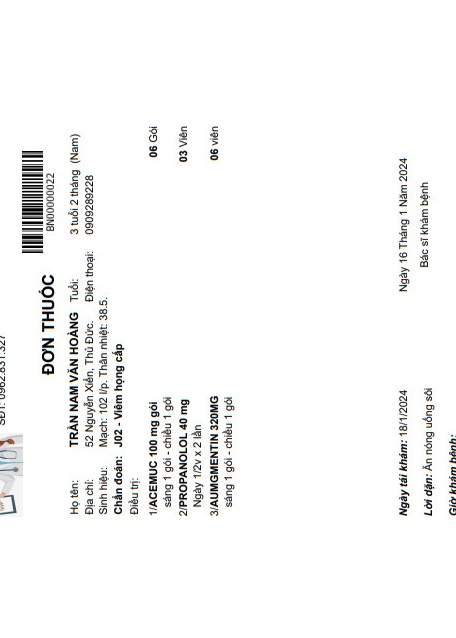 SĐT: 0962.831.327
BN00000022
ĐƠN THUỐC
Họ tên: TRẦN NAM VĂN HOÀNG Tuổi: 3 tuổi 2 tháng (Nam)
Địa chỉ: 52 Nguyễn Xiển, Thủ Đức. Điện thoại: 0909289228
Sinh hiệu: Mạch: 102 l/p. Thân nhiệt: 38.5.
Chẩn đoán: J02 - Viêm họng cấp
Điều trị:
1/ACEMUC 100 mg gói 06 Gói
sáng 1 gói - chiều 1 gói
2/PROPANOLOL 40 mg 03 Viên
Ngày 1/2v x 2 lần
3/AUMGMENTIN 320MG 06 viên
sáng 1 gói - chiều 1 gói
Ngày tái khám: 18/1/2024 Ngày 16 Tháng 1 Năm 2024
Lời dặn: Ăn nóng uống sôi Bác sĩ khám bệnh
Giờ khám bệnh: